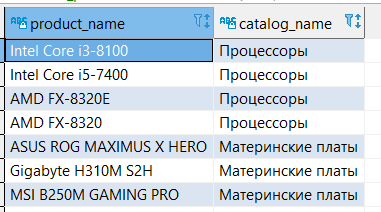 product_name catalog_name
Intel Core i3-8100 Процессоры
Intel Core i5-7400 Процессоры
AMD FX-8320E Процессоры
AMD FX-8320 Процессоры
ASUS ROG MAXIMUS X HERO Материнские платы
Gigabyte H310M S2H Материнские платы
MSI B250M GAMING PRO Материнские платы